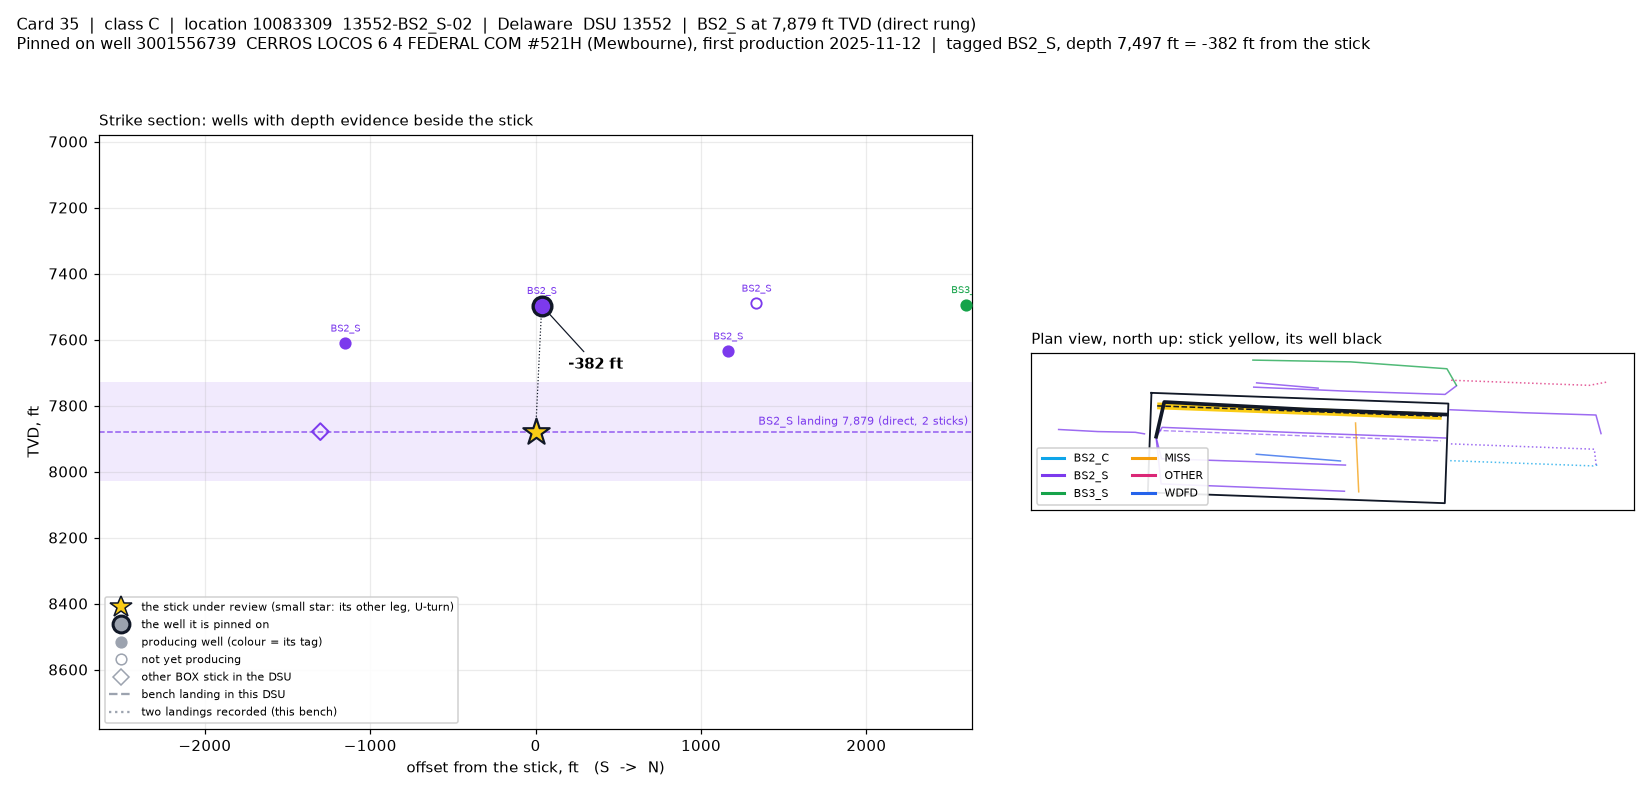 Card 35 | class C | location 10083309 13552-BS2_S-02 | Delaware DSU 13552 | BS2_S at 7,879 ft TVD (direct rung)
Pinned on well 3001556739 CERROS LOCOS 6 4 FEDERAL COM #521H (Mewbourne), first production 2025-11-12 | tagged BS2_S, depth 7,497 ft = -382 ft from the stick
Strike section: wells with depth evidence beside the stick
7000
7200
7400
7600
7800
8000
8200
8400
8600
TVD, ft
BS2_S
BS2_S
BS2_S
BS2_S
BS3_
-382 ft
BS2_S landing 7,879 (direct, 2 sticks)
the stick under review (small star: its other leg, U-turn)
the well it is pinned on
producing well (colour = its tag)
not yet producing
other BOX stick in the DSU
bench landing in this DSU
two landings recorded (this bench)
−2000
−1000
0
1000
2000
offset from the stick, ft (S -> N)
Plan view, north up: stick yellow, its well black
BS2_C
BS2_S
BS3_S
MISS
OTHER
WDFD